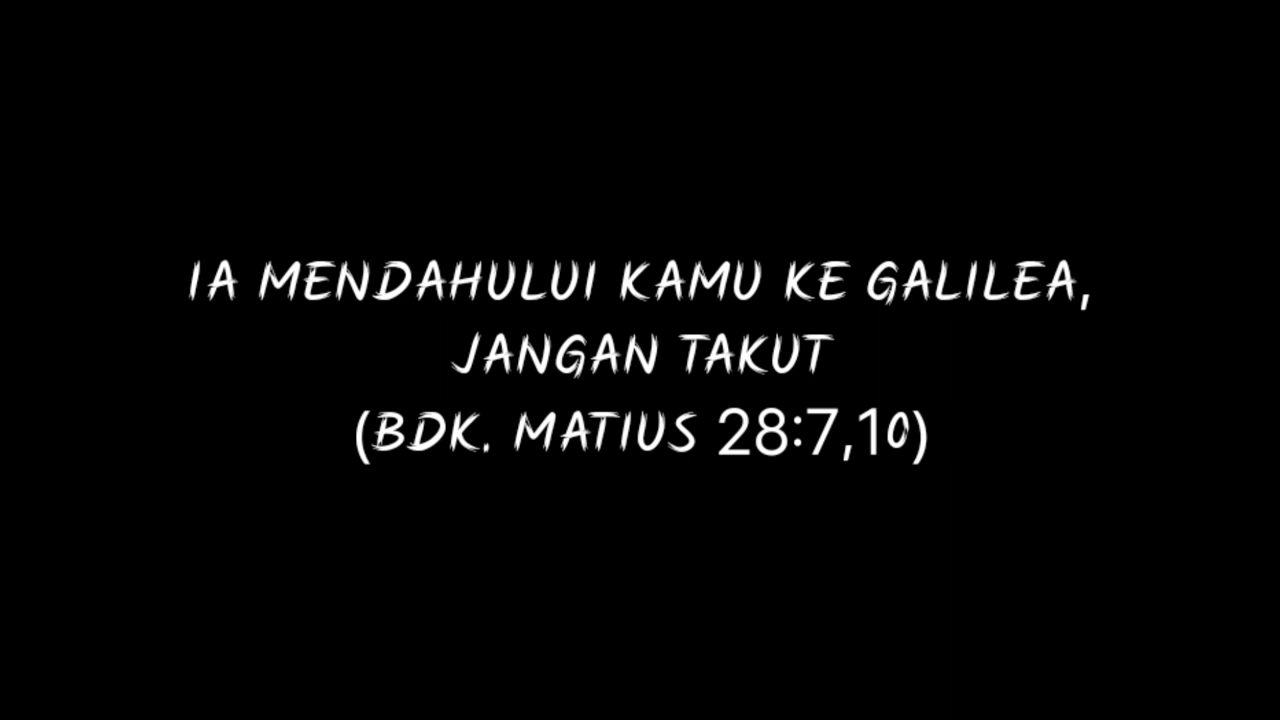 IA MENDAHULUI KAMU KE GALILEA,
JANGAN TAKUT
(BDK. MATIUS 28:7,10)